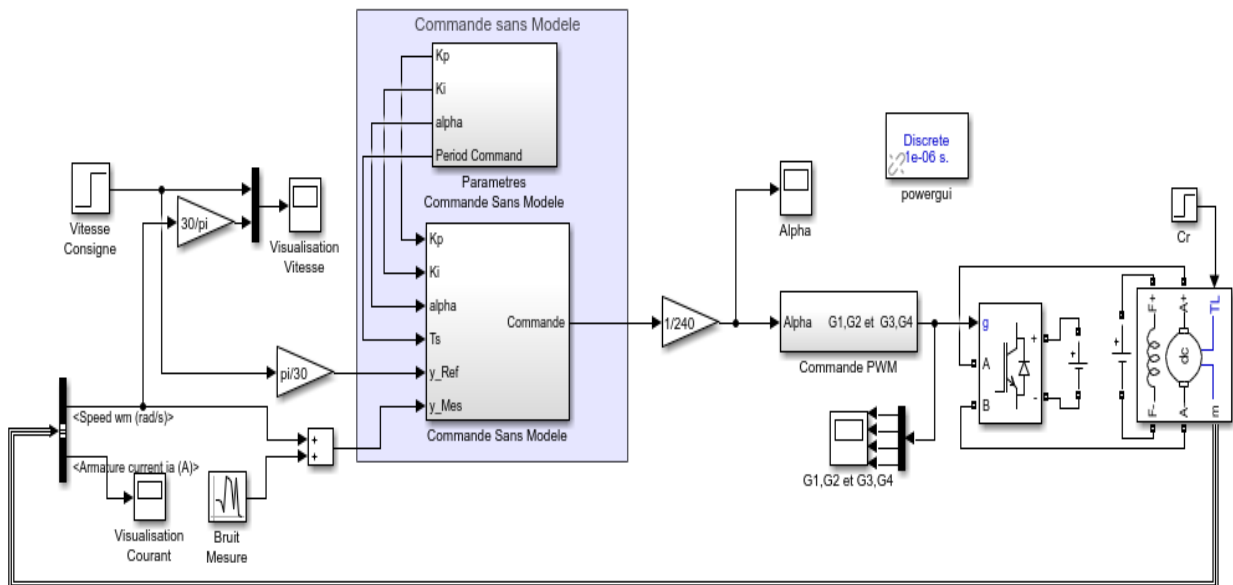 Commande sans Modele
Kp
Ki
alpha
Period Command
Parametres
Commande Sans Modele
Vitesse
Consigne
30/pi
Visualisation
Vitesse
Kp
Ki
alpha
Ts
y_Ref
y_Mes
Commande
Commande Sans Modele
pi/30
<Speed wm (rad/s)>
<Armature current ia (A)>
+
+
Visualisation
Courant
Bruit
Mesure
1/240
Alpha
Alpha
G1,G2 et G3,G4
Commande PWM
G1,G2 et G3,G4
Discrete
1e-06 s.
powergui
Cr
g
A
B
+
-
+
+
F+
A+
TL
dc
F-
A-
m